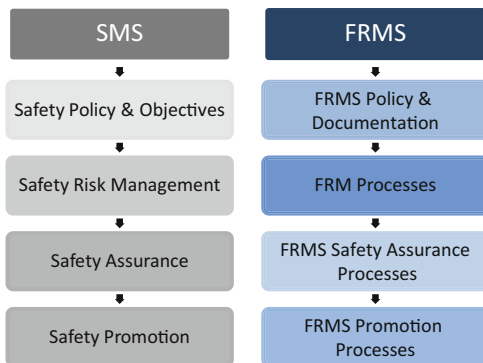 SMS
FRMS
Safety Policy & Objectives
FRMS Policy &
Documentation
Safety Risk Management
FRM Processes
Safety Assurance
FRMS Safety Assurance
Processes
Safety Promotion
FRMS Promotion
Processes